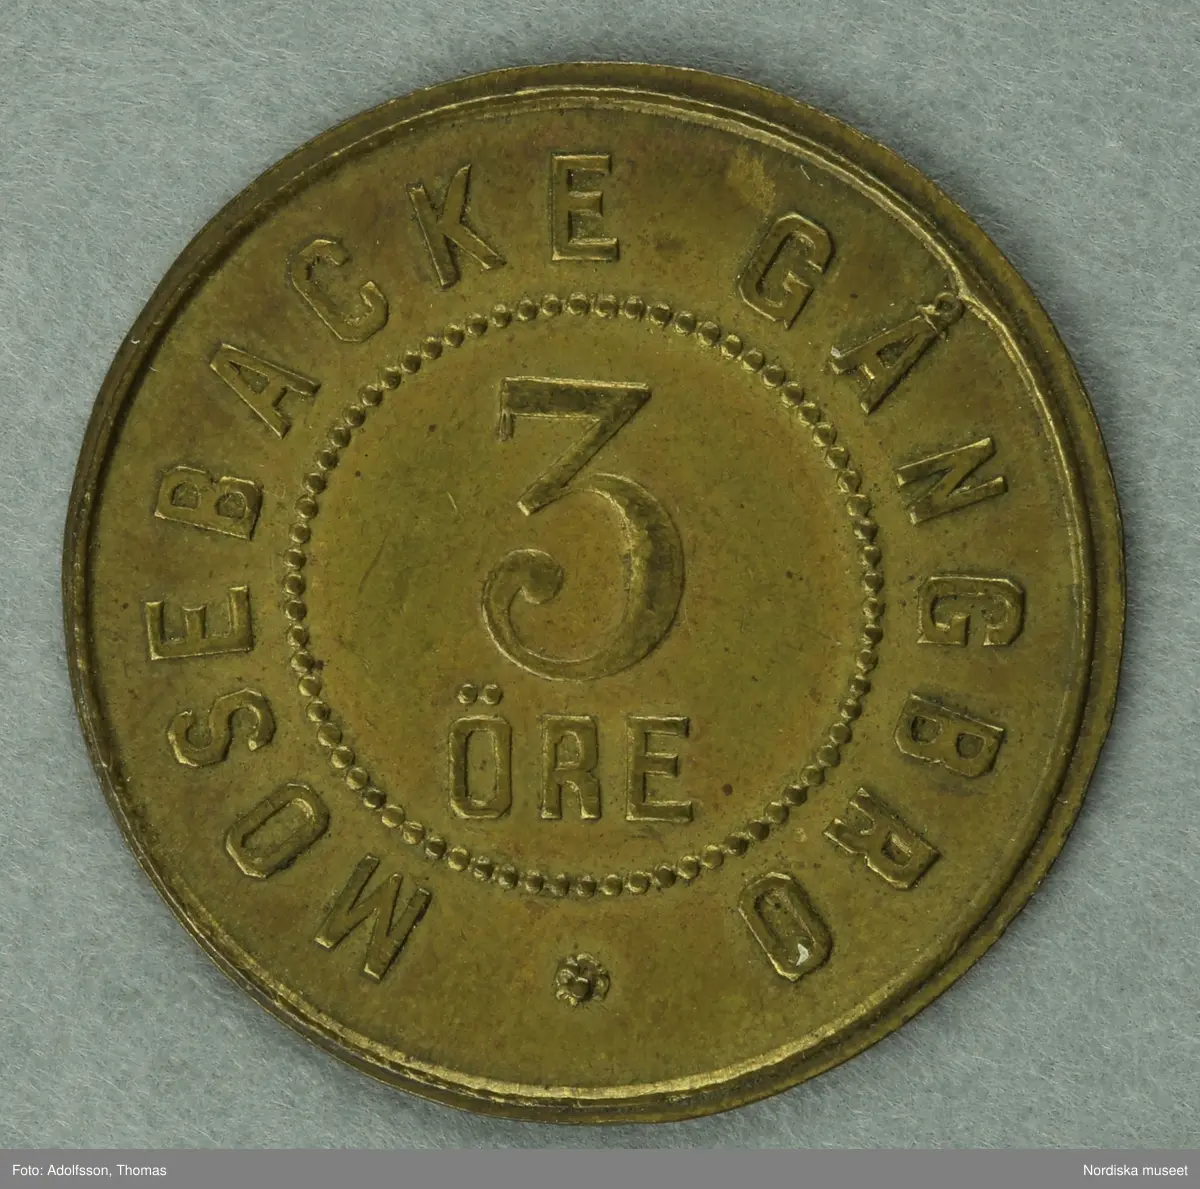 MOSEBACKE GÅNGBRO
3
ÖRE
Foto: Adolfsson, Thomas
Nordiska museet